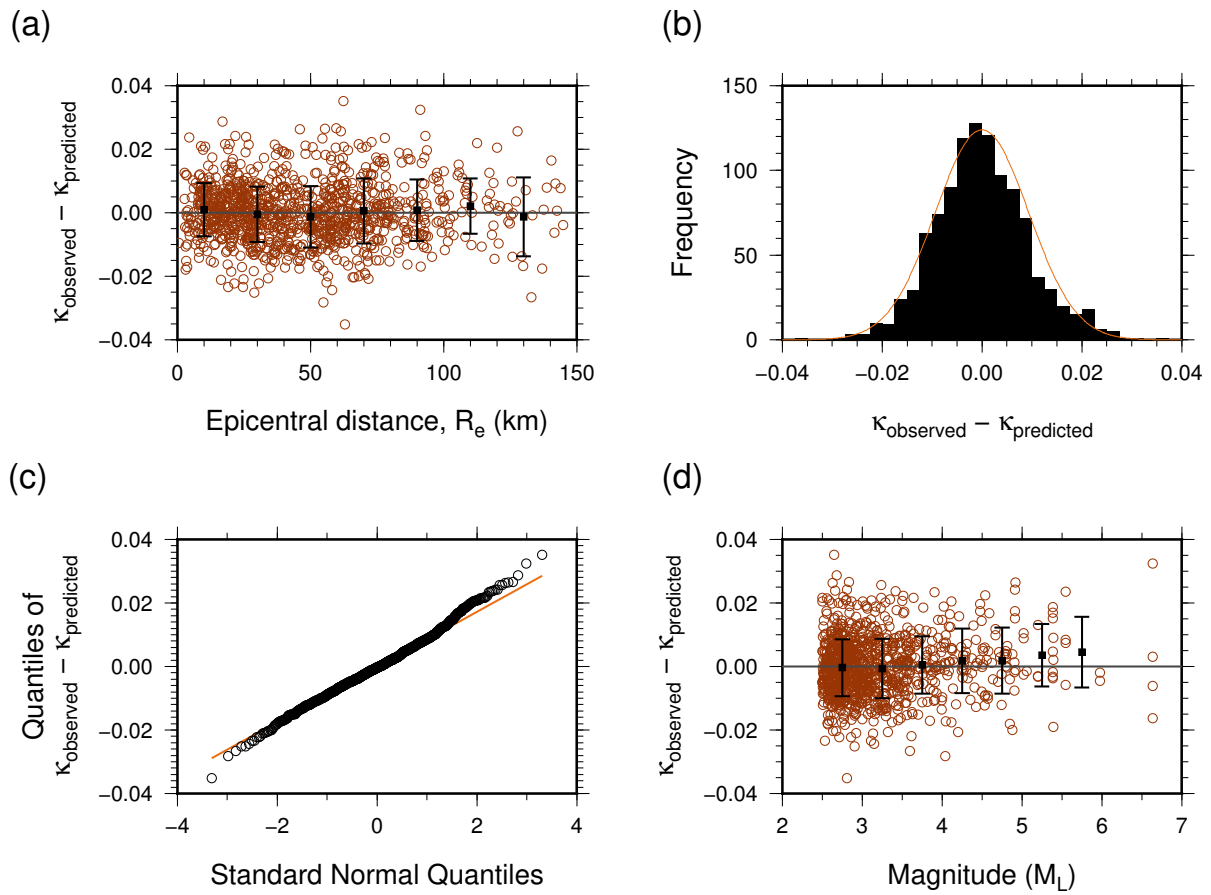 (a)
κobserved − κpredicted
0.04
0.02
0.00
−0.02
−0.04
0 50 100 150
Epicentral distance, Re (km)
(b)
Frequency
150
100
50
0
−0.04 −0.02 0.00 0.02 0.04
κobserved − κpredicted
(c)
Quantiles of
κobserved − κpredicted
0.04
0.02
0.00
−0.02
−0.04
−4 −2 0 2 4
Standard Normal Quantiles
(d)
κobserved − κpredicted
0.04
0.02
0.00
−0.02
−0.04
2 3 4 5 6 7
Magnitude (ML)